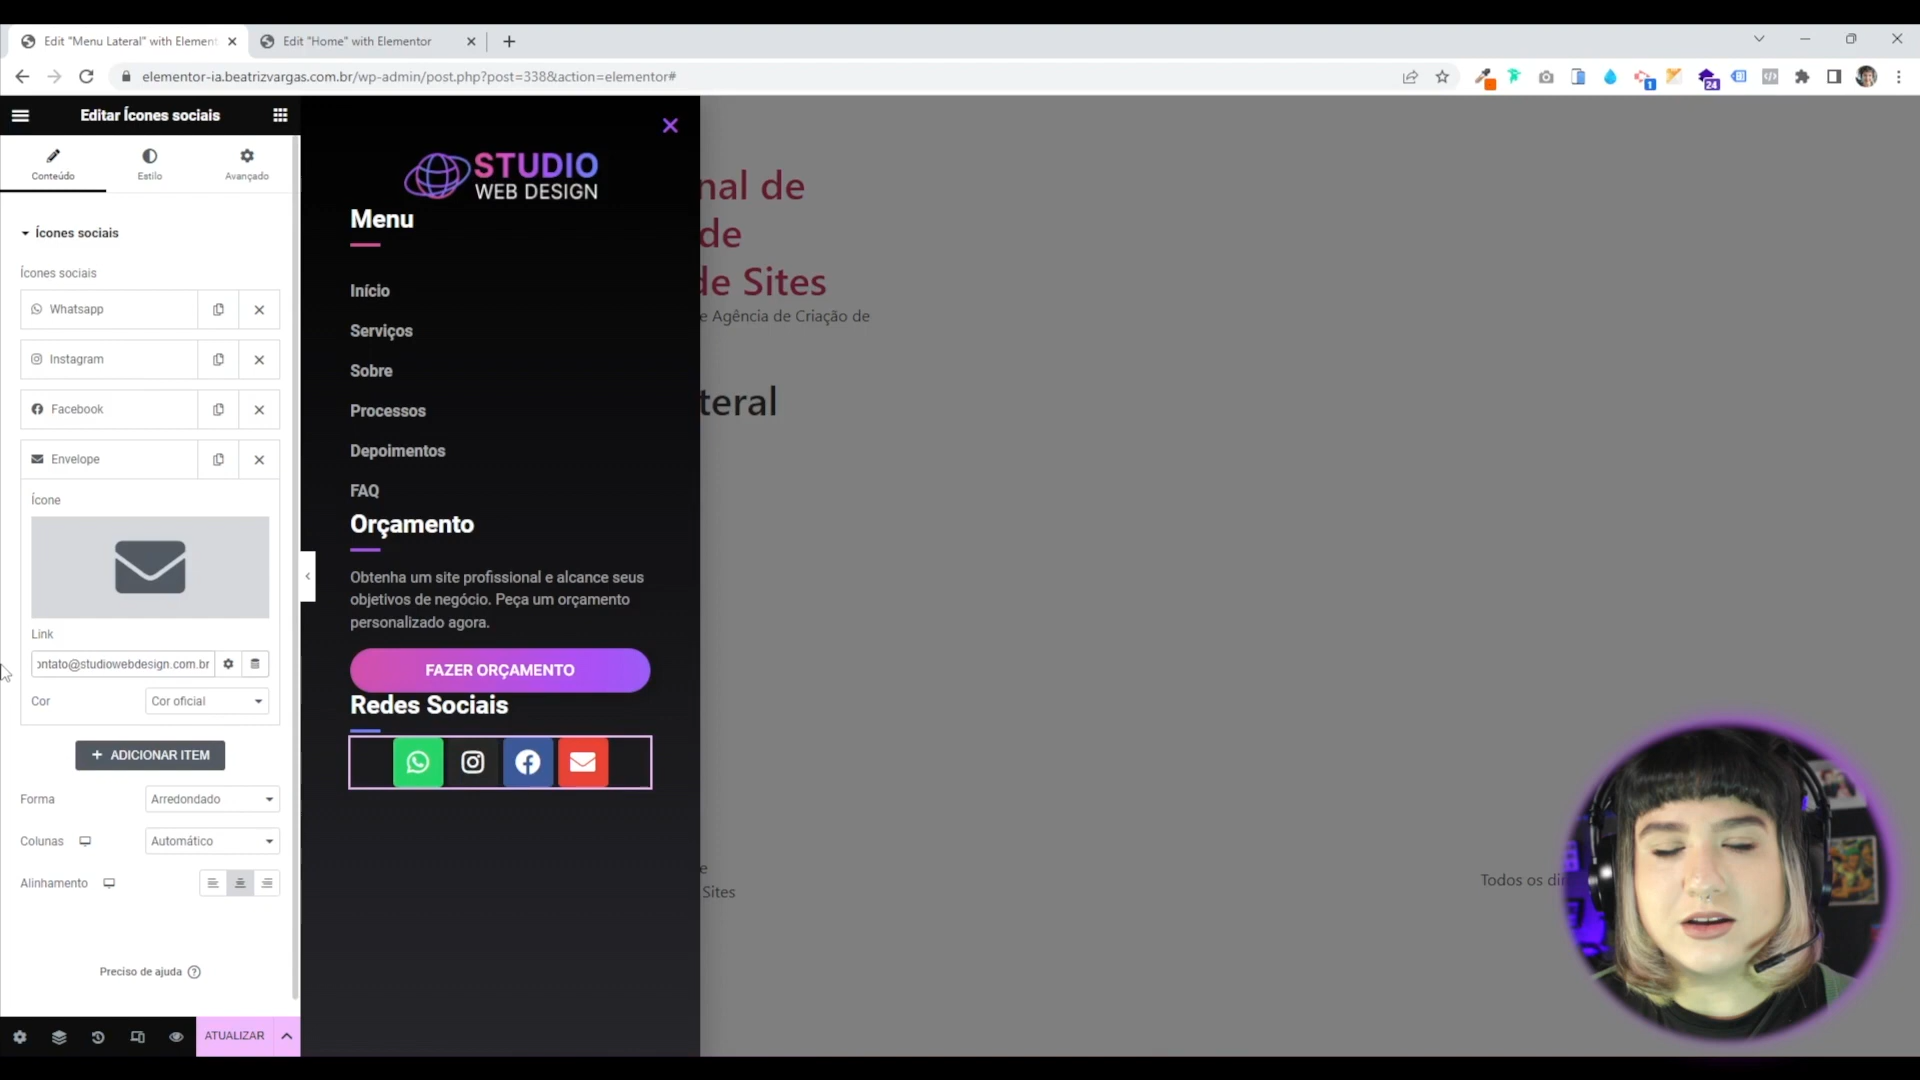 Edit "Menu Lateral" with Element
Edit "Home" with Elementor
elementor-ia.beatrizvargas.com.br/wp-admin/post.php?post=338&action=elementor#
1
24
Editar Ícones sociais
Conteúdo
Estilo
Avançado
Ícones sociais
Ícones sociais
Whatsapp
Instagram
Facebook
Envelope
Ícone
Link
ontato@studiowebdesign.com.br
Cor
Cor oficial
+ ADICIONAR ITEM
Forma
Arredondado
Colunas
Automático
Alinhamento
Preciso de ajuda
ATUALIZAR
STUDIO
WEB DESIGN
Menu
Início
Serviços
Sobre
Processos
Depoimentos
FAQ
Orçamento
Obtenha um site profissional e alcance seus
objetivos de negócio. Peça um orçamento
personalizado agora.
FAZER ORÇAMENTO
Redes Sociais
nal de
de
de Sites
e Agência de Criação de
teral
e
Sites
Todos os dir